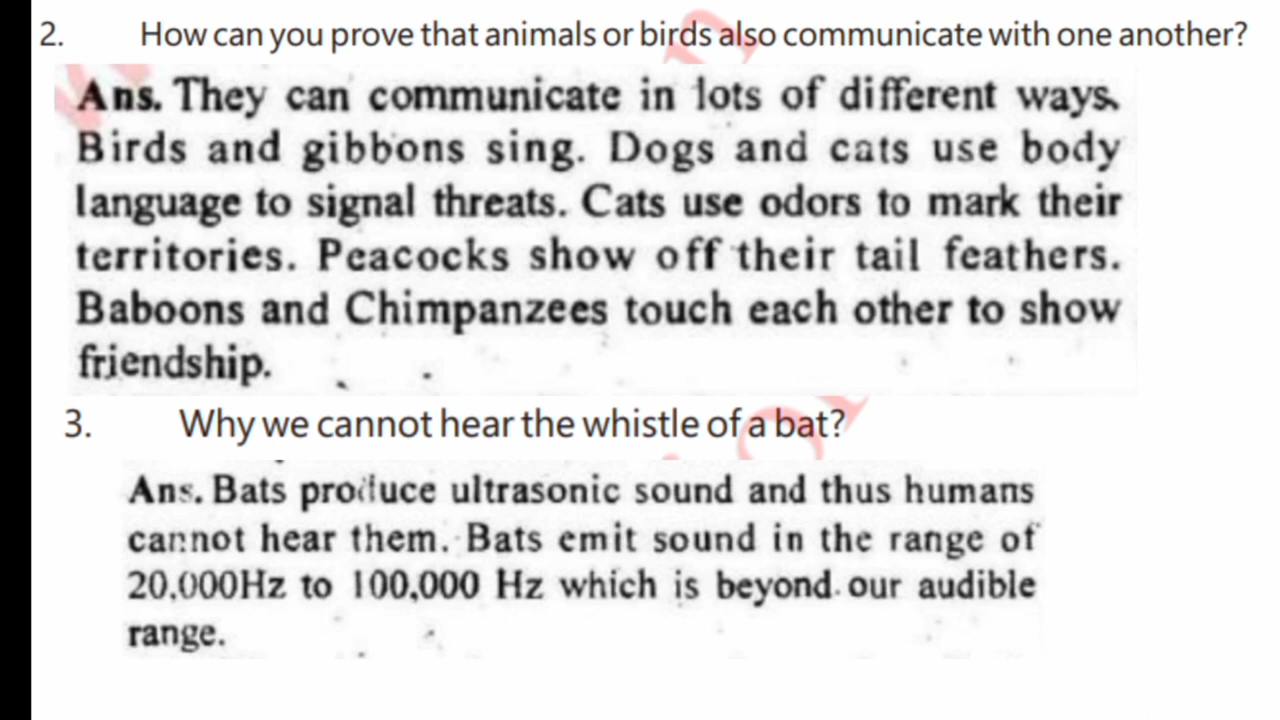 2. How can you prove that animals or birds also communicate with one another?
Ans. They can communicate in lots of different ways.
Birds and gibbons sing. Dogs and cats use body
language to signal threats. Cats use odors to mark their
territories. Peacocks show off their tail feathers.
Baboons and Chimpanzees touch each other to show
friendship.
3. Why we cannot hear the whistle of a bat?
Ans. Bats produce ultrasonic sound and thus humans
cannot hear them. Bats emit sound in the range of
20,000Hz to 100,000 Hz which is beyond our audible
range.